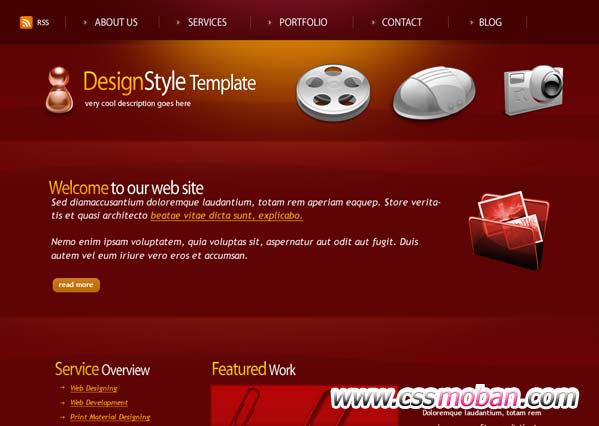 RSS
ABOUT US
SERVICES
PORTFOLIO
CONTACT
BLOG
DesignStyle Template
very cool description goes here
Welcome to our web site
Sed diamaccusantium doloremque laudantium, totam rem aperiam eaquep. Store verita-
tis et quasi architecto beatae vitae dicta sunt, explicabo.
Nemo enim ipsam voluptatem, quia voluptas sit, aspernatur aut odit aut fugit. Duis
autem vel eum iriure vero eros et accumsan.
read more
Service Overview
Web Designing
Web Development
Print Material Designing
Featured Work
www.cssmoban.com
Doloremque laudantium, totam rem